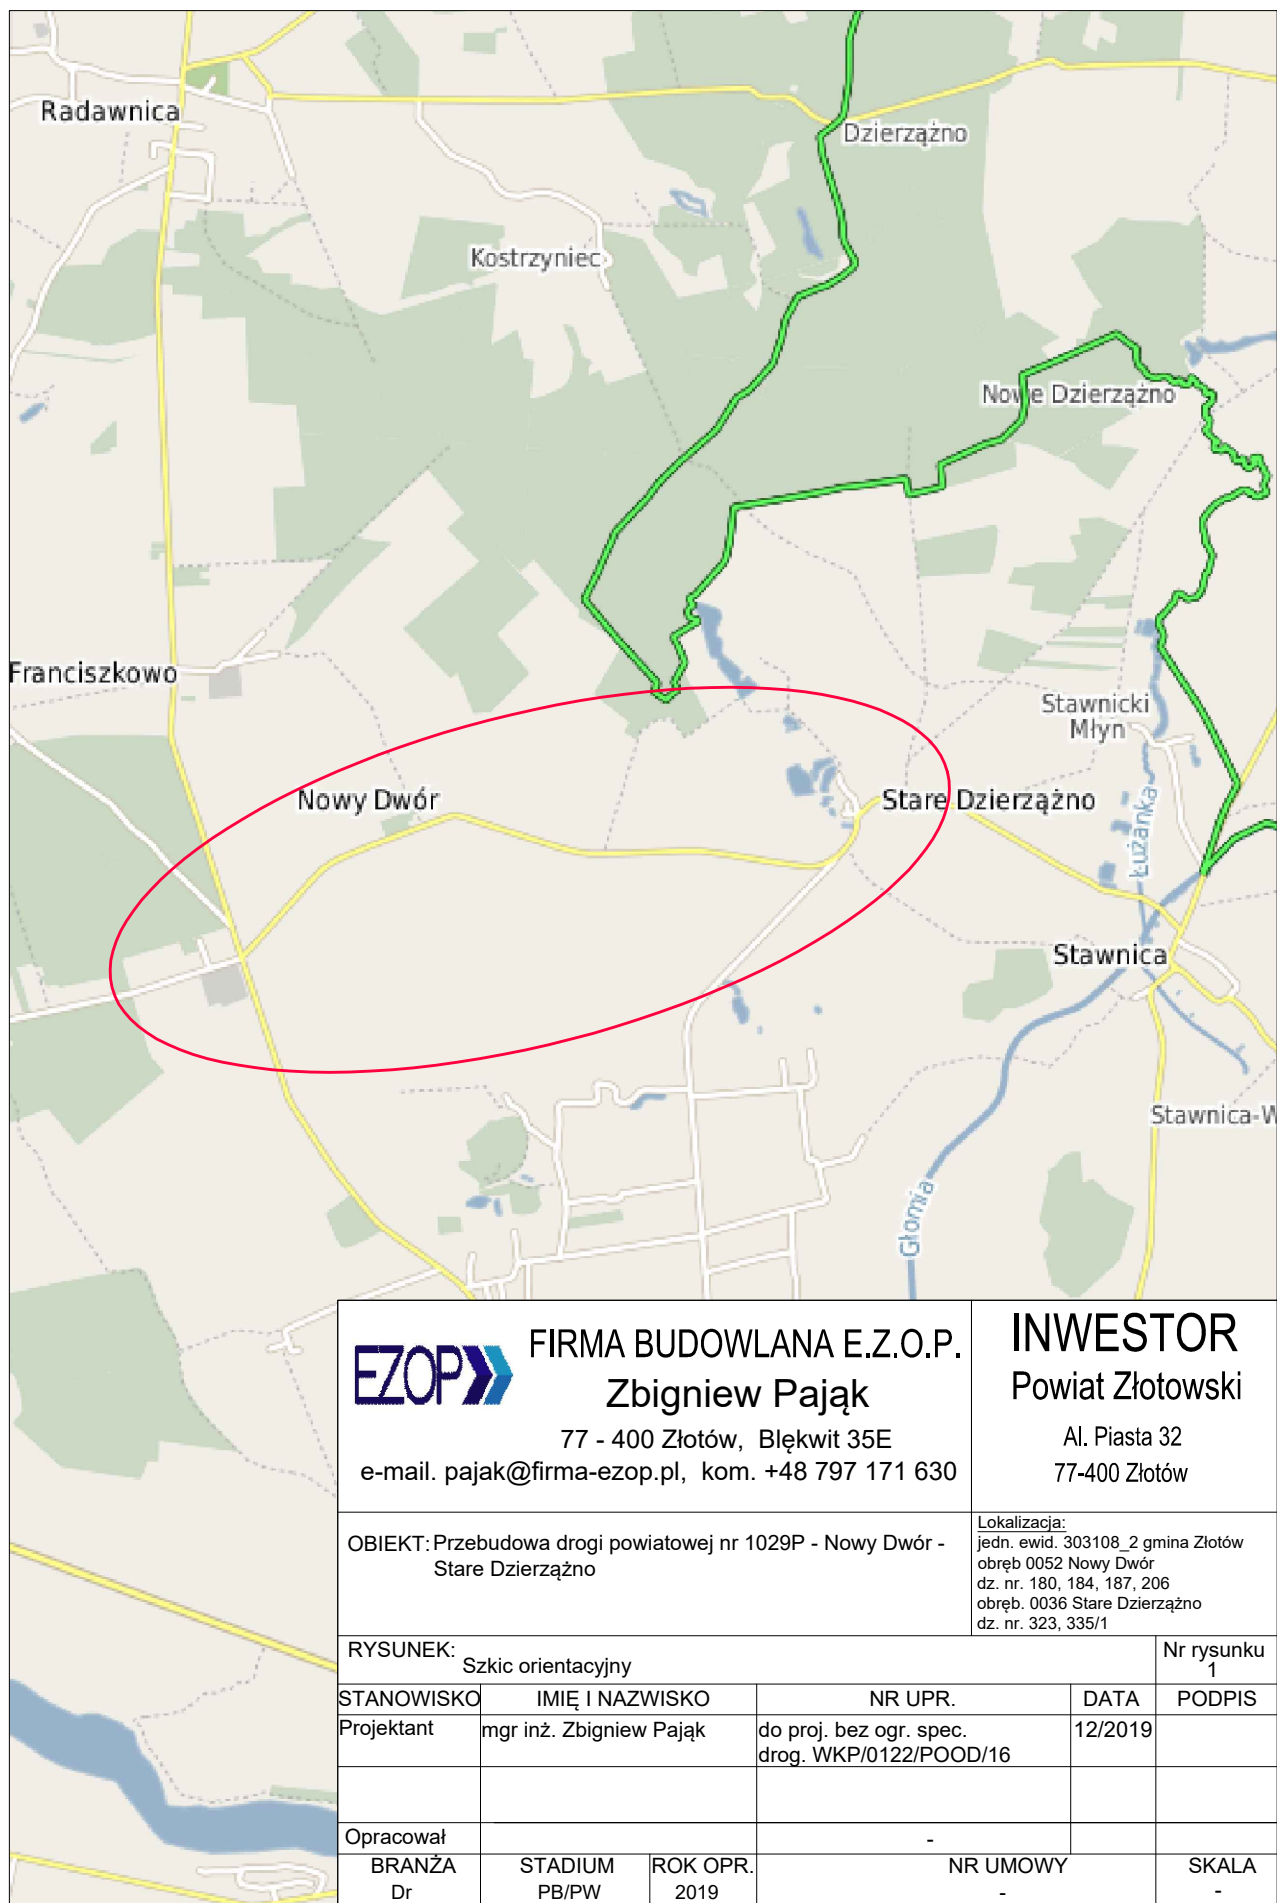 Radawnica
Dzierzążno
Kostrzyniec
Nowe Dzierzążno
Franciszkowo
Stawnicki
Młyn
Nowy Dwór
Stare Dzierzążno
Łużanka
Stawnica
Stawnica-W
Głomia
EZOP
FIRMA BUDOWLANA E.Z.O.P.
Zbigniew Pająk
77 - 400 Złotów, Blękwit 35E
e-mail. pajak@firma-ezop.pl, kom. +48 797 171 630
INWESTOR
Powiat Złotowski
Al. Piasta 32
77-400 Złotów
OBIEKT: Przebudowa drogi powiatowej nr 1029P - Nowy Dwór -
Stare Dzierzążno
Lokalizacja:
jedn. ewid. 303108_2 gmina Złotów
obręb 0052 Nowy Dwór
dz. nr. 180, 184, 187, 206
obręb. 0036 Stare Dzierzążno
dz. nr. 323, 335/1
RYSUNEK: Szkic orientacyjny
Nr rysunku
1
STANOWISKO IMIĘ I NAZWISKO NR UPR. DATA PODPIS
Projektant mgr inż. Zbigniew Pająk do proj. bez ogr. spec. 12/2019
drog. WKP/0122/POOD/16
Opracował -
BRANŻA STADIUM ROK OPR. NR UMOWY SKALA
Dr PB/PW 2019 - -